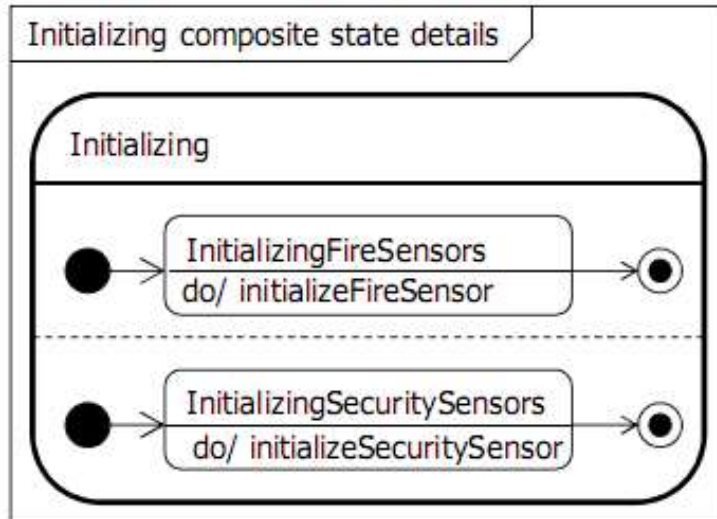 Initializing composite state details
Initializing
InitializingFireSensors
do/ initializeFireSensor
InitializingSecuritySensors
do/ initializeSecuritySensor